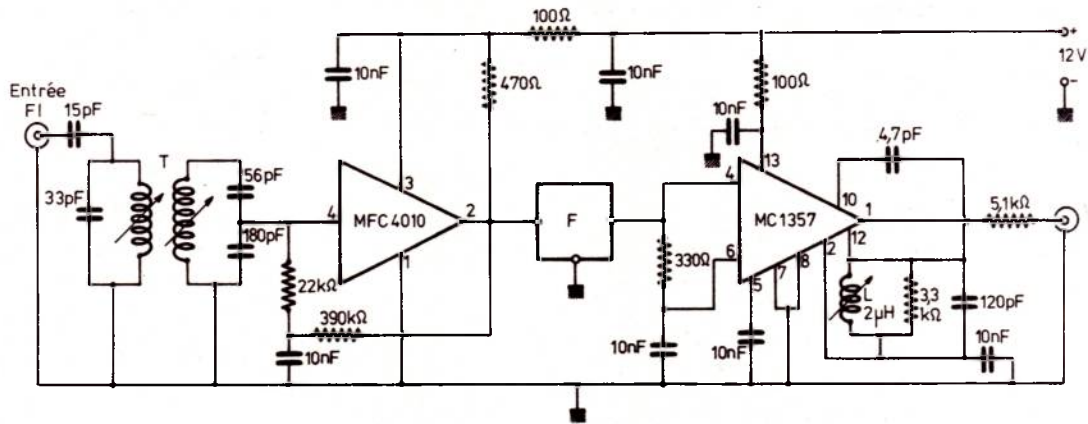 100Ω
+
12V
−
10nF
10nF
470Ω
100Ω
Entrée
FI
15pF
10nF
4,7pF
T
33pF
56pF
180pF
3
4
MFC4010
2
1
F
13
4
MC1357
10
1
12
6
330Ω
5
7
8
2
5,1kΩ
22kΩ
390kΩ
10nF
10nF
10nF
L
2µH
3,3
kΩ
120pF
10nF